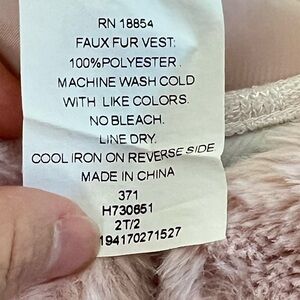 RN 18854
FAUX FUR VEST:
100%POLYESTER.
MACHINE WASH COLD
WITH LIKE COLORS.
NO BLEACH.
LINE DRY.
COOL IRON ON REVERSE SIDE
MADE IN CHINA
371
H730651
2T/2
194170271527